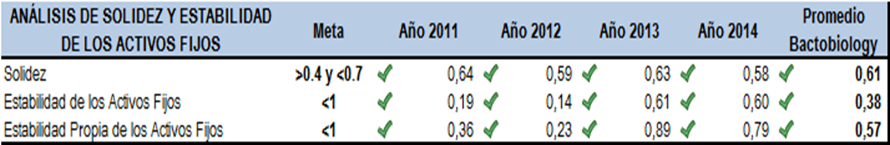 ANÁLISIS DE SOLIDEZ Y ESTABILIDAD DE LOS ACTIVOS FIJOS Meta Año 2011 Año 2012 Año 2013 Año 2014 Promedio Bactobiology
Solidez >0.4 y <0.7 ✓ 0,64 ✓ 0,59 ✓ 0,63 ✓ 0,58 ✓ 0,61
Estabilidad de los Activos Fijos <1 ✓ 0,19 ✓ 0,14 ✓ 0,61 ✓ 0,60 ✓ 0,38
Estabilidad Propia de los Activos Fijos <1 ✓ 0,36 ✓ 0,23 ✓ 0,89 ✓ 0,79 ✓ 0,57